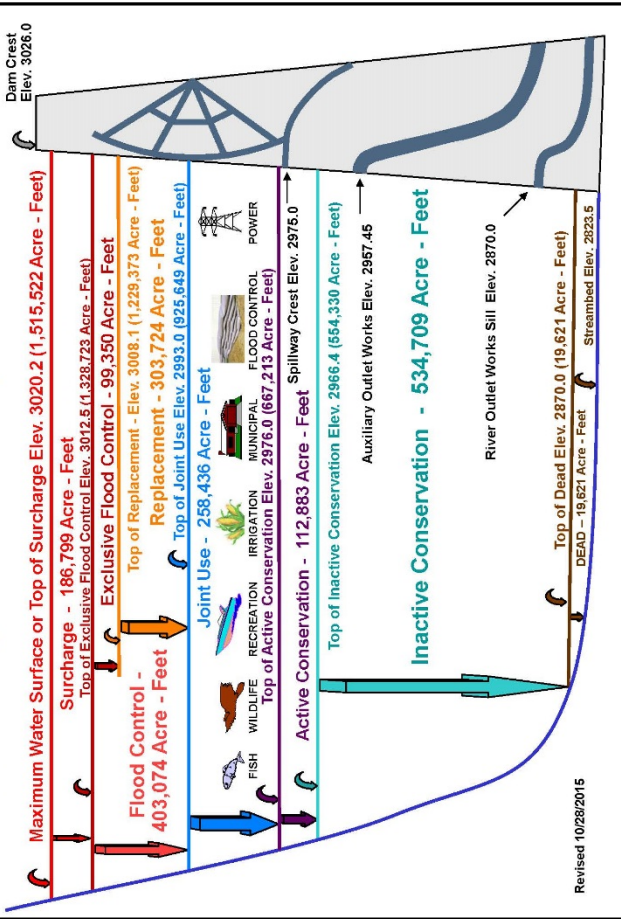 Dam Crest
Elev. 3026.0
Maximum Water Surface or Top of Surcharge Elev. 3020.2 (1,515,522 Acre - Feet)
Surcharge - 186,799 Acre - Feet
Top of Exclusive Flood Control Elev. 3012.5 (1,328,723 Acre - Feet)
Exclusive Flood Control - 99,350 Acre - Feet
Top of Replacement - Elev. 3008.1 (1,229,373 Acre - Feet)
Flood Control -
403,074 Acre - Feet
Replacement - 303,724 Acre - Feet
Top of Joint Use Elev. 2993.0 (925,649 Acre - Feet)
Joint Use - 258,436 Acre - Feet
FISH WILDLIFE RECREATION IRRIGATION MUNICIPAL FLOOD CONTROL POWER
Top of Active Conservation Elev. 2976.0 (667,213 Acre - Feet)
Spillway Crest Elev. 2975.0
Active Conservation - 112,883 Acre - Feet
Top of Inactive Conservation Elev. 2966.4 (554,330 Acre - Feet)
Auxiliary Outlet Works Elev. 2957.45
Inactive Conservation - 534,709 Acre - Feet
River Outlet Works Sill Elev. 2870.0
Top of Dead Elev. 2870.0 (19,621 Acre - Feet)
DEAD – 19,621 Acre - Feet
Streambed Elev. 2823.5
Revised 10/28/2015